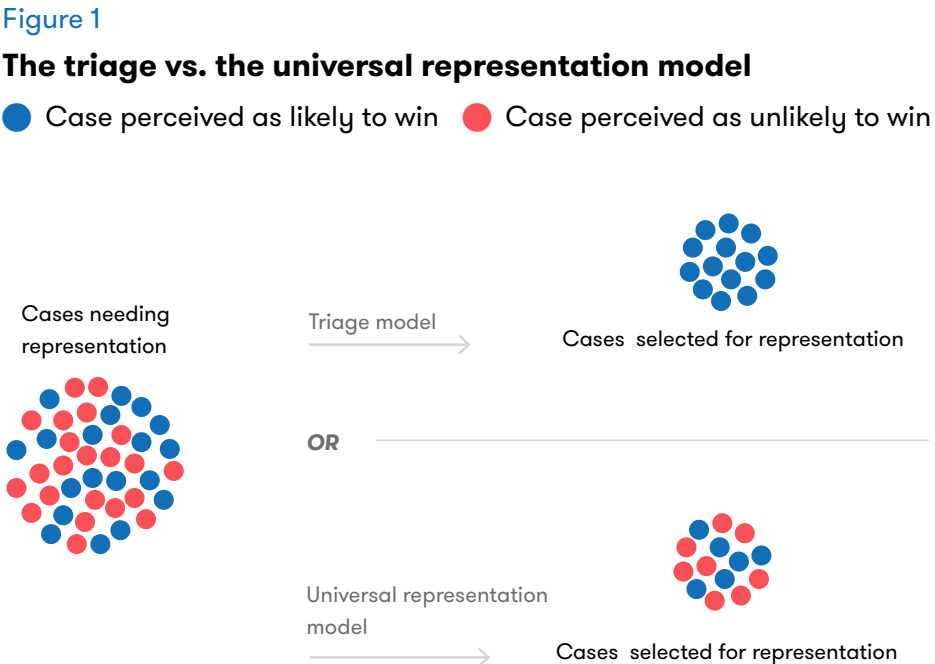 Figure 1
The triage vs. the universal representation model
Case perceived as likely to win
Case perceived as unlikely to win
Cases needing
representation
Triage model
Cases selected for representation
OR
Universal representation
model
Cases selected for representation